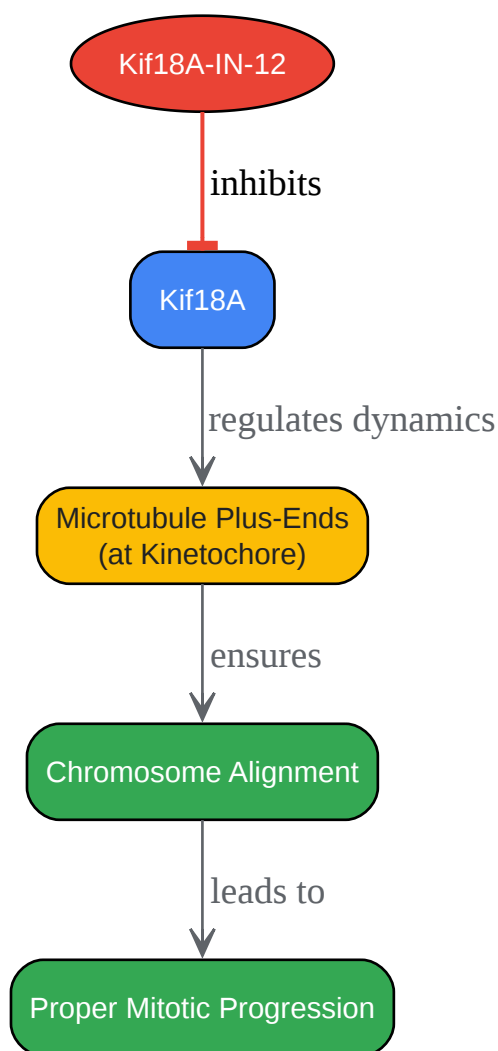 Kif18A-IN-12
inhibits
Kif18A
regulates dynamics
Microtubule Plus-Ends
(at Kinetochore)
ensures
Chromosome Alignment
leads to
Proper Mitotic Progression